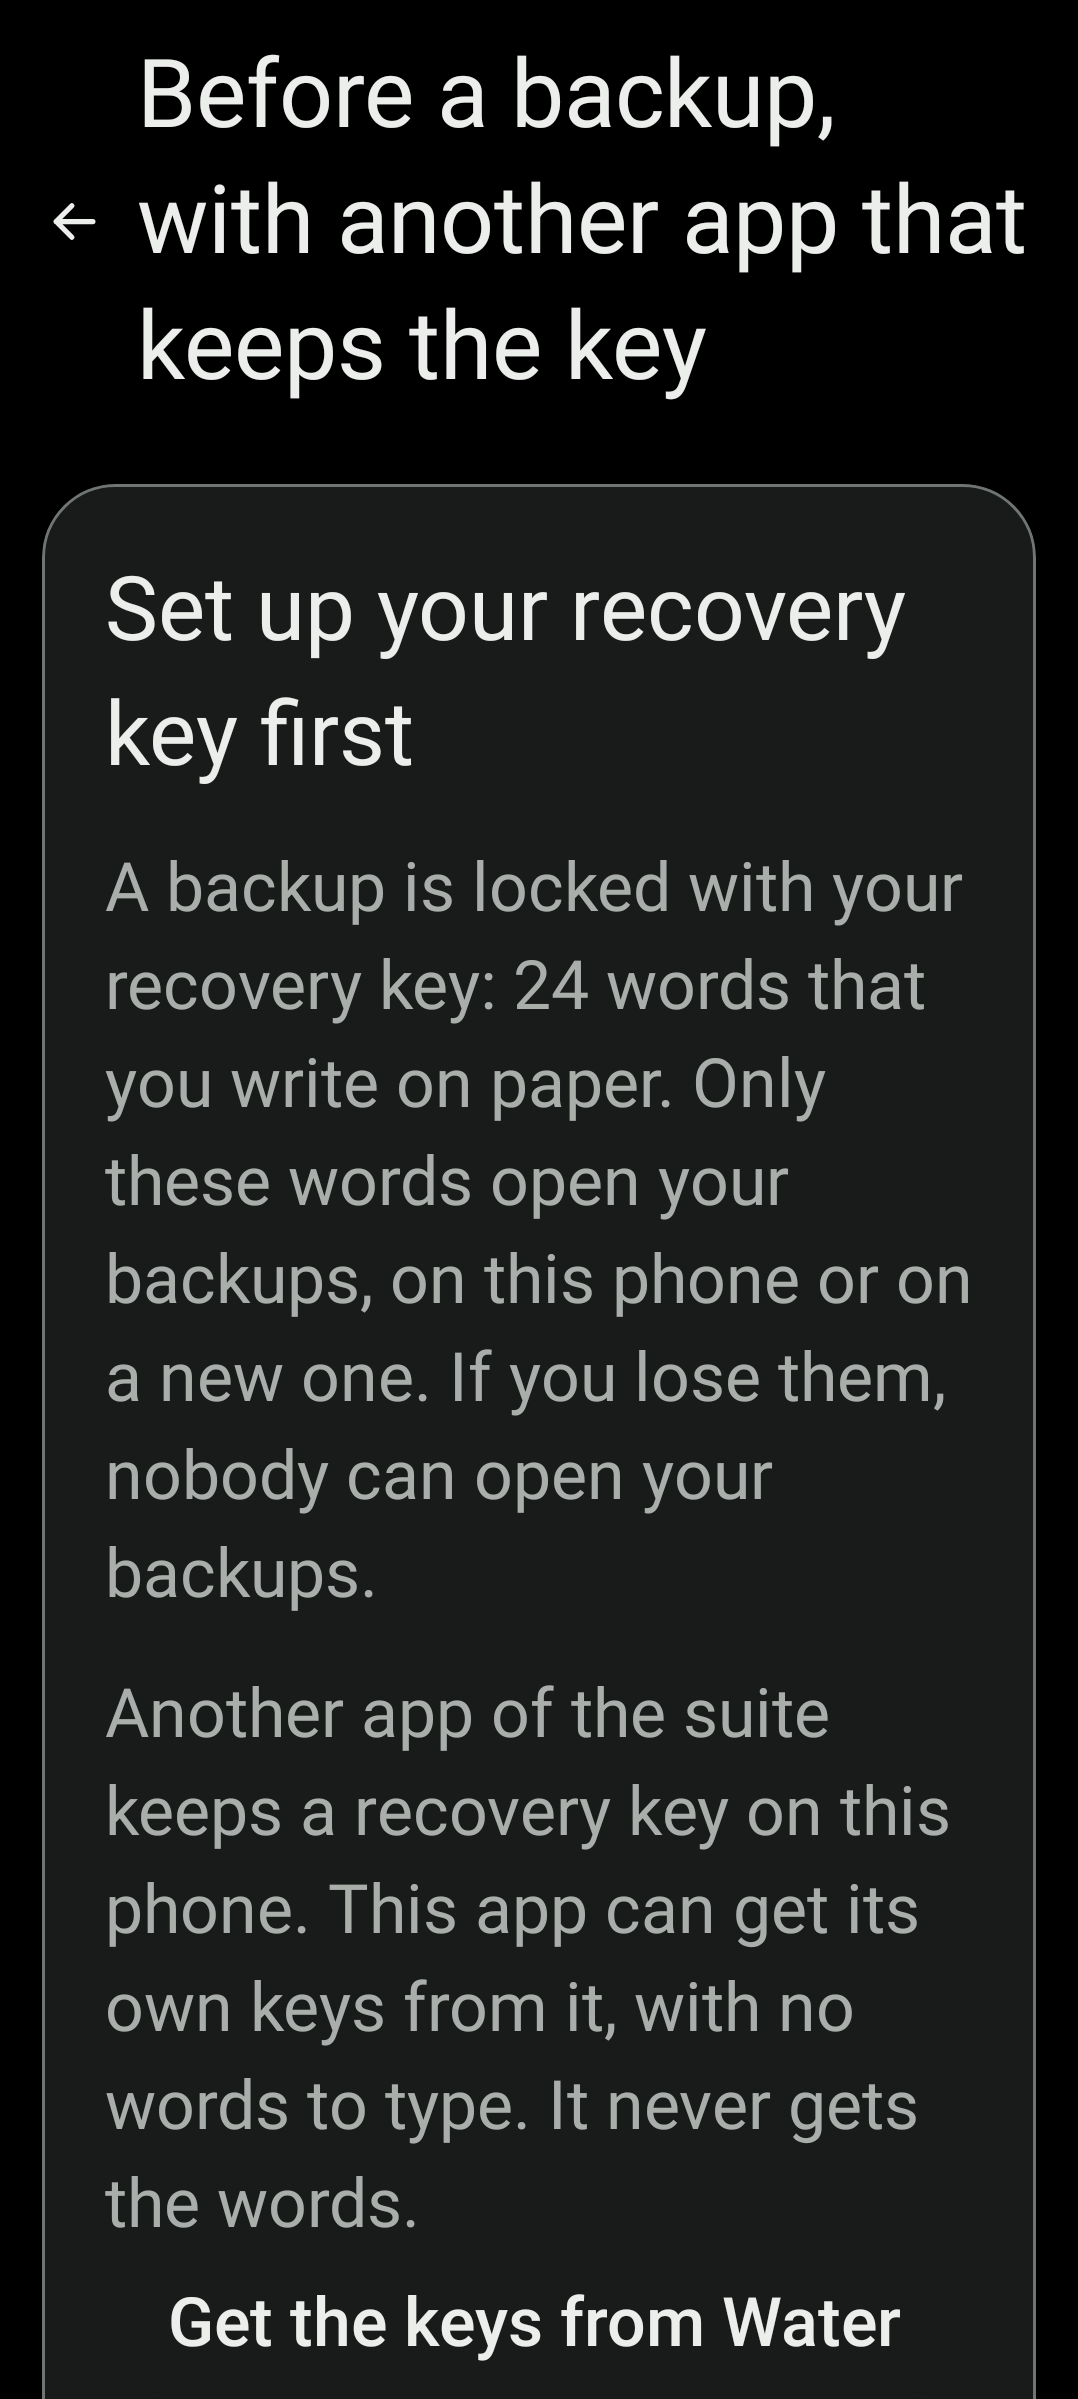 Before a backup,
with another app that
keeps the key
Set up your recovery
key first
A backup is locked with your
recovery key: 24 words that
you write on paper. Only
these words open your
backups, on this phone or on
a new one. If you lose them,
nobody can open your
backups.
Another app of the suite
keeps a recovery key on this
phone. This app can get its
own keys from it, with no
words to type. It never gets
the words.
Get the keys from Water